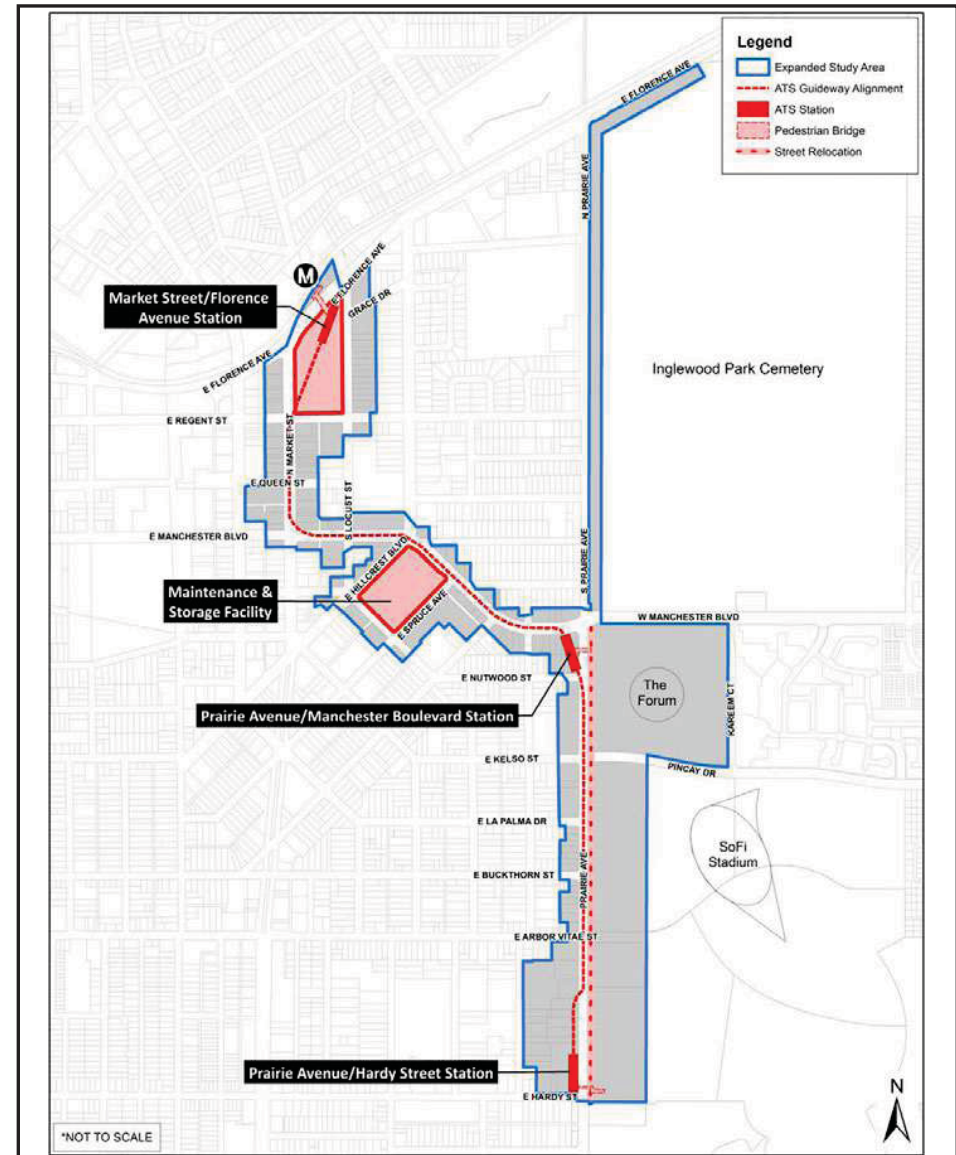 Legend
Expanded Study Area
ATS Guideway Alignment
ATS Station
Pedestrian Bridge
Street Relocation
E FLORENCE AVE
N PRAIRIE AVE
M
E FLORENCE AVE
Market Street/Florence
Avenue Station
GRACE DR
E FLORENCE AVE
Inglewood Park Cemetery
E REGENT ST
N MARKET ST
E QUEEN ST
S LOCUST ST
E MANCHESTER BLVD
E HILLCREST BLVD
S PRAIRIE AVE
Maintenance &
Storage Facility
E SPRUCE AVE
W MANCHESTER BLVD
E NUTWOOD ST
The
Forum
KAREEM CT
Prairie Avenue/Manchester Boulevard Station
E KELSO ST
PINCAY DR
E LA PALMA DR
SoFi
Stadium
PRAIRIE AVE
E BUCKTHORN ST
E ARBOR VITAE ST
Prairie Avenue/Hardy Street Station
E HARDY ST
N
*NOT TO SCALE